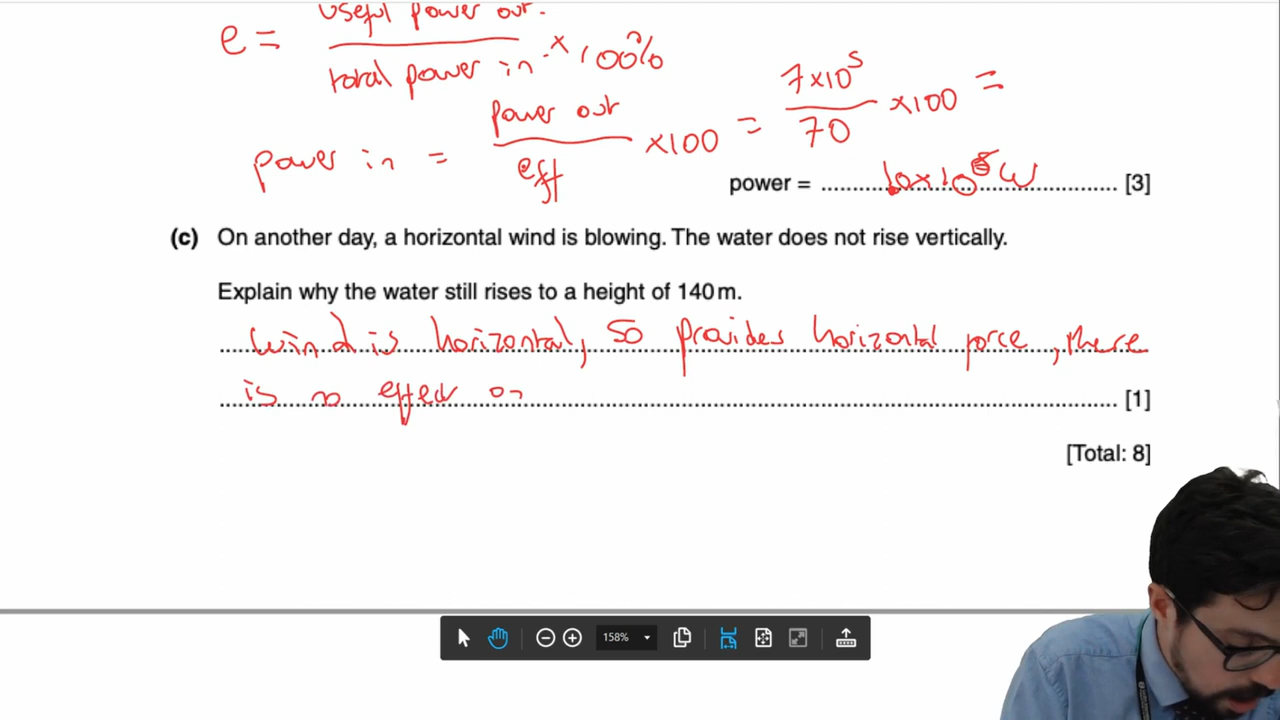 useful power out.
e = ———— × 100%
total power in
power in = power out / eff × 100 = 7×10⁵ / 70 × 100 =
power = .......... 10×10 W .......... [3]
(c) On another day, a horizontal wind is blowing. The water does not rise vertically.
Explain why the water still rises to a height of 140 m.
wind is horizontal, so provides horizontal force, there
is no effect on [1]
[Total: 8]
158%